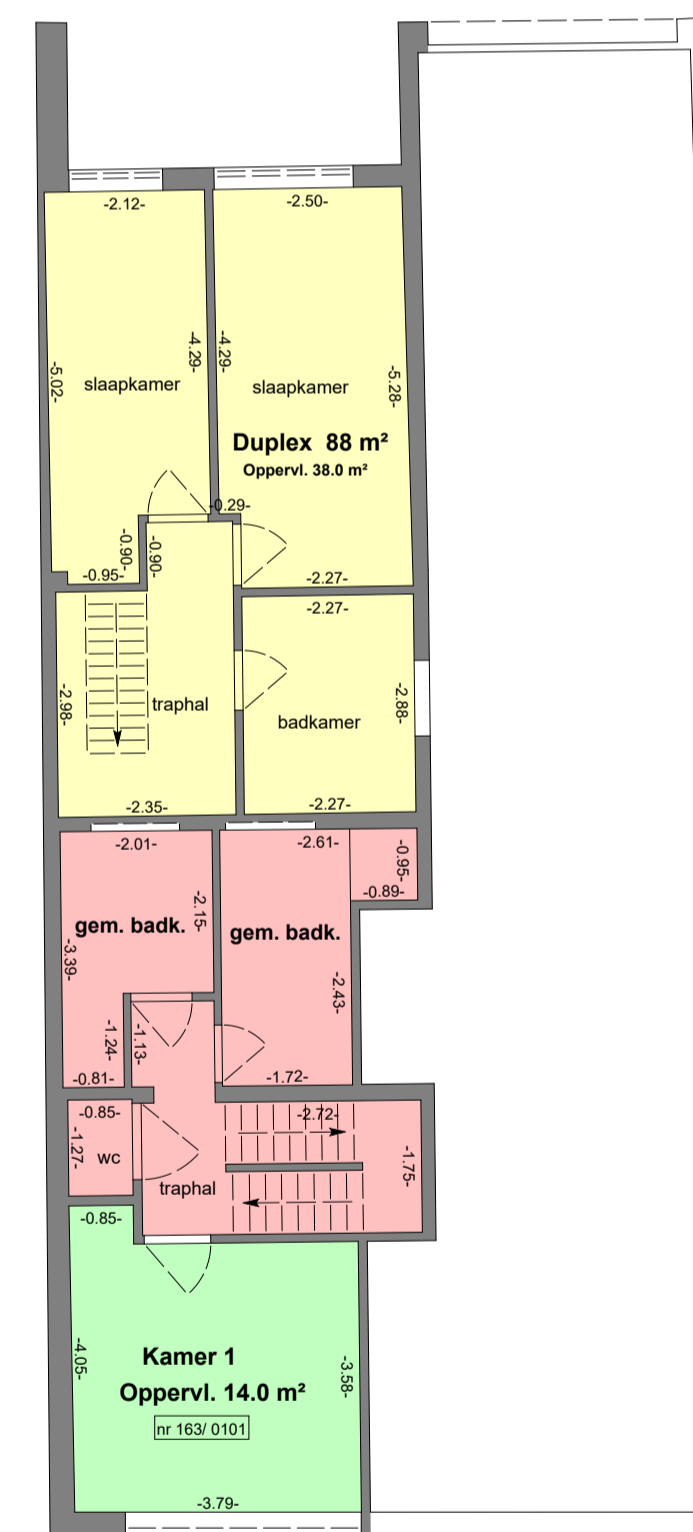 -2.12-
-2.50-
-4.29-
-4.29-
-5.02-
-5.28-
slaapkamer
slaapkamer
Duplex 88 m²
Oppervl. 38.0 m²
-0.29-
-0.90-
-0.90-
-0.95-
-2.27-
-2.27-
-2.98-
traphal
-2.88-
badkamer
-2.35-
-2.27-
-2.01-
-2.61-
-0.95-
-0.89-
-2.15-
gem. badk.
gem. badk.
-3.39-
-2.43-
-1.24-
-1.13-
-0.81-
-1.72-
-0.85-
-2.72-
-1.27-
wc
-1.75-
traphal
-0.85-
Kamer 1
-4.05-
-3.58-
Oppervl. 14.0 m²
nr 163/ 0101
-3.79-